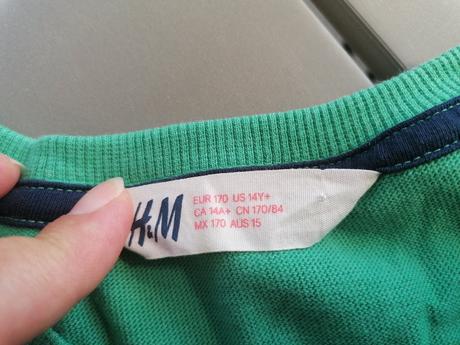 H&M
EUR 170 US 14Y+
CA 14A+ CN 170/84
MX 170 AUS 15